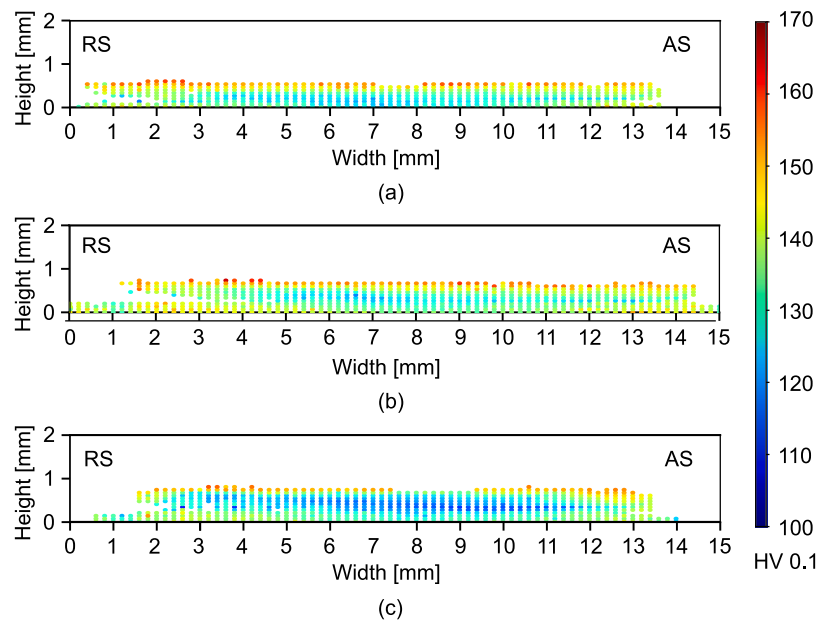 2
1
0
Height [mm]
RS
AS
0 1 2 3 4 5 6 7 8 9 10 11 12 13 14 15
Width [mm]
(a)
2
1
0
Height [mm]
RS
AS
0 1 2 3 4 5 6 7 8 9 10 11 12 13 14 15
Width [mm]
(b)
2
1
0
Height [mm]
RS
AS
0 1 2 3 4 5 6 7 8 9 10 11 12 13 14 15
Width [mm]
(c)
170
160
150
140
130
120
110
100
HV 0.1